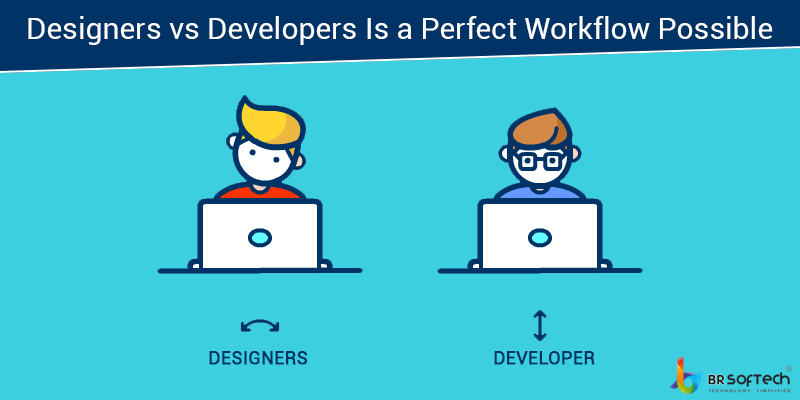 Designers vs Developers Is a Perfect Workflow Possible
DESIGNERS
DEVELOPER
BR SOFTECH ®
TECHNOLOGY SIMPLIFIED